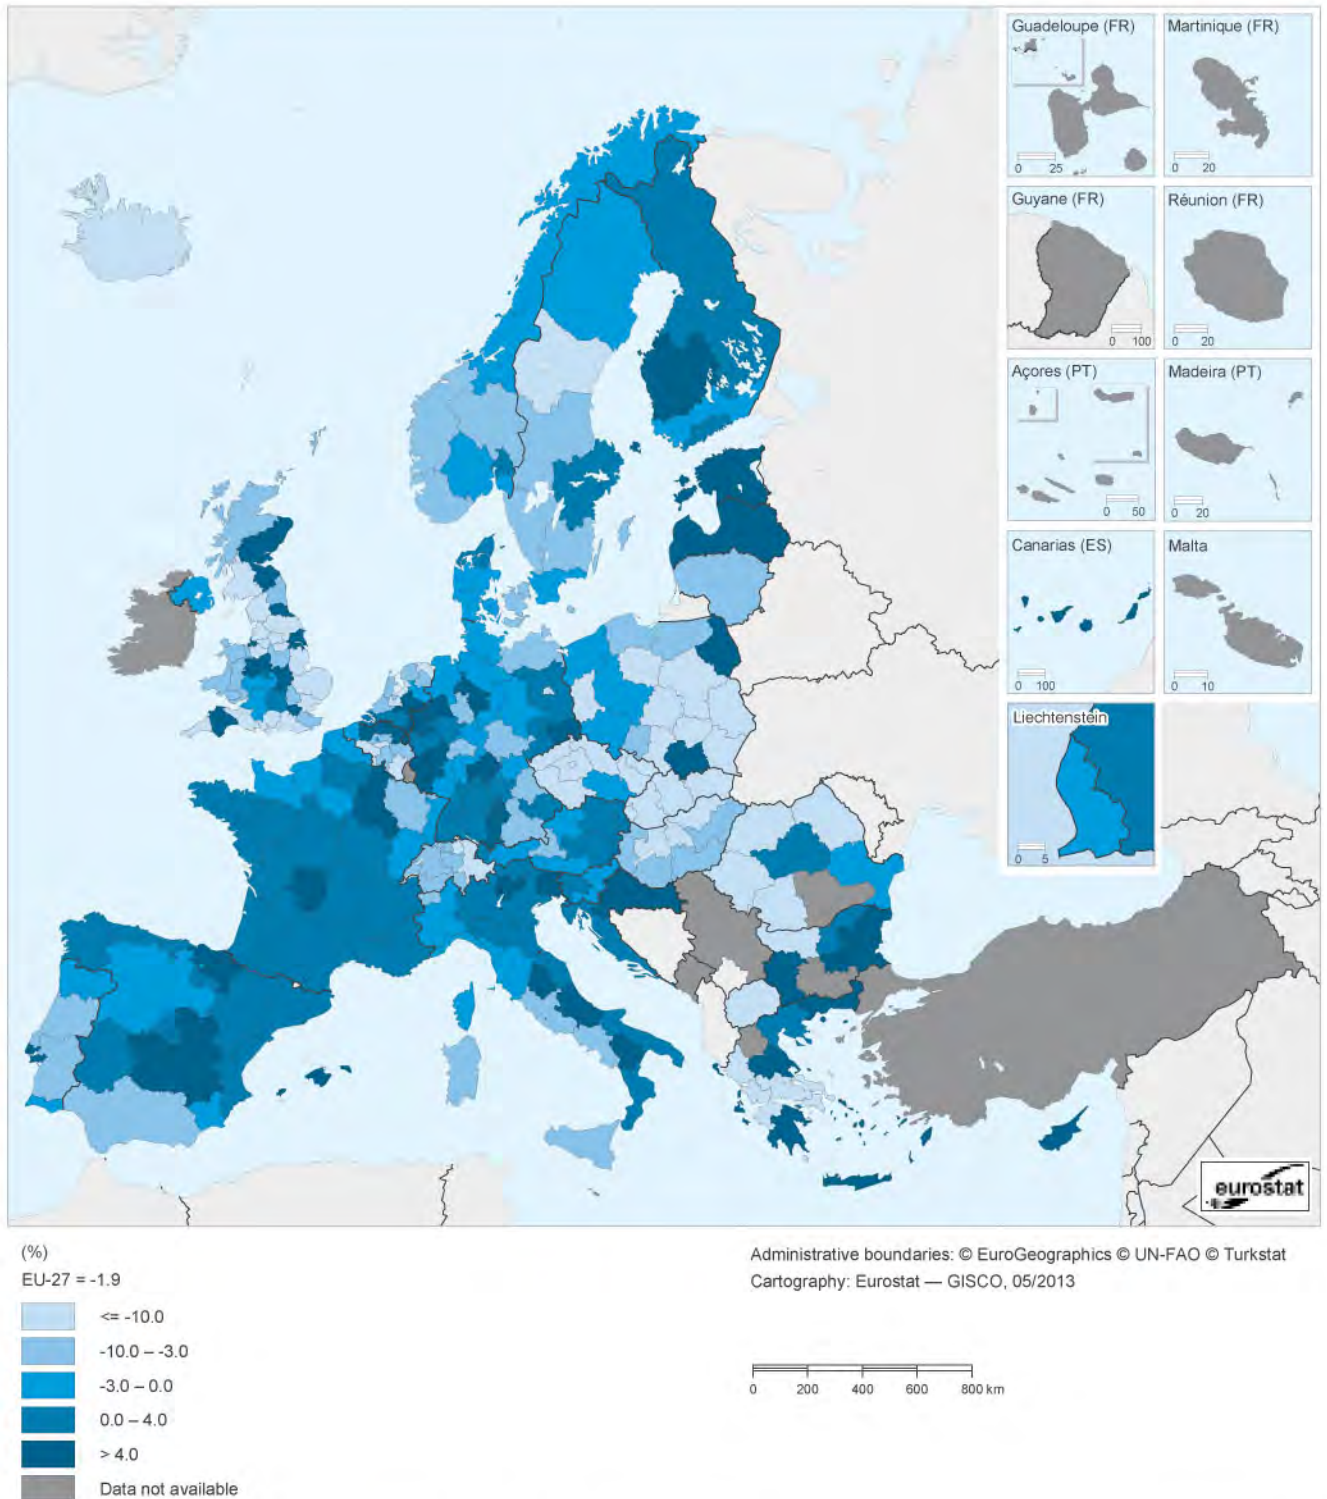 Guadeloupe (FR)
0 25
Martinique (FR)
0 20
Guyane (FR)
0 100
Réunion (FR)
0 20
Açores (PT)
0 50
Madeira (PT)
0 20
Canarias (ES)
0 100
Malta
0 10
Liechtenstein
0 5
eurostat
(%)
EU-27 = -1.9
<= -10.0
-10.0 – -3.0
-3.0 – 0.0
0.0 – 4.0
> 4.0
Data not available
Administrative boundaries: © EuroGeographics © UN-FAO © Turkstat
Cartography: Eurostat — GISCO, 05/2013
0 200 400 600 800 km